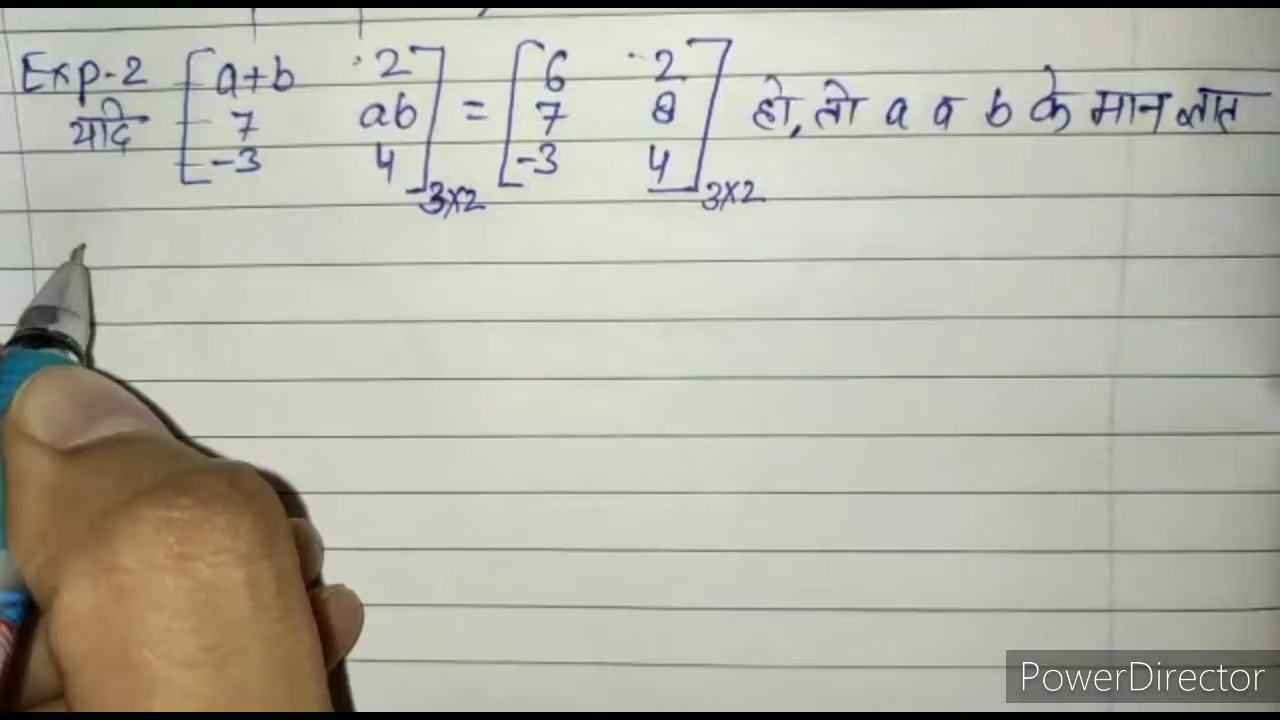 Exp-2 [ a+b 2 ] = [ 6 2 ]
यदि [ 7 ab ] = [ 7 8 ] हो, तो a व b के मान ज्ञात
[ -3 4 ]3×2 [ -3 4 ]3×2
PowerDirector